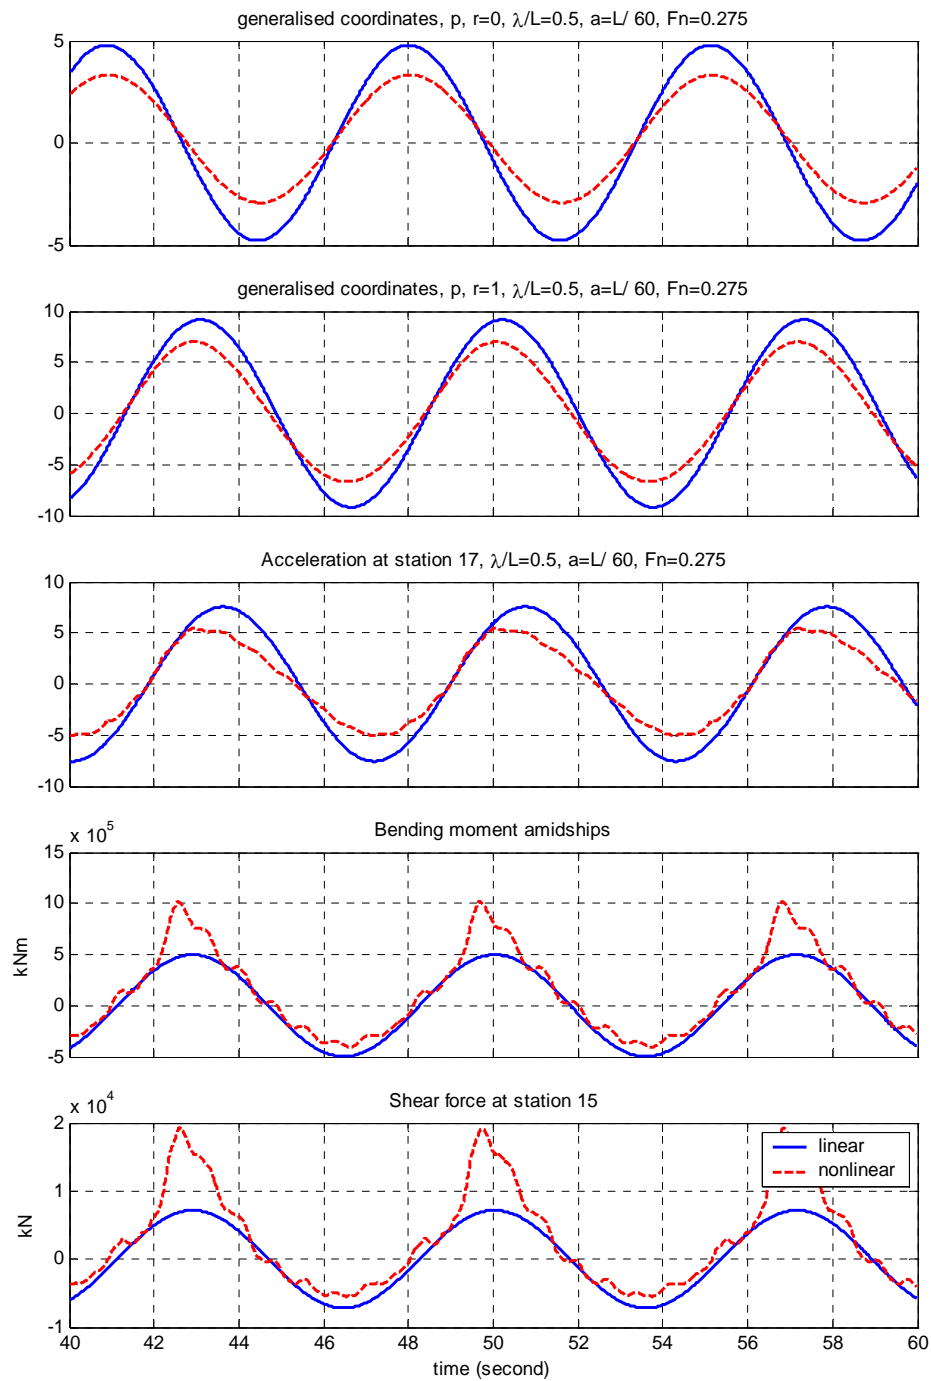 generalised coordinates, p, r=0, λ/L=0.5, a=L/ 60, Fn=0.275
5
0
-5
generalised coordinates, p, r=1, λ/L=0.5, a=L/ 60, Fn=0.275
10
5
0
-5
-10
Acceleration at station 17, λ/L=0.5, a=L/ 60, Fn=0.275
10
5
0
-5
-10
x 10^5
Bending moment amidships
15
10
5
0
-5
kNm
x 10^4
Shear force at station 15
2
1
0
-1
kN
linear
nonlinear
40 42 44 46 48 50 52 54 56 58 60
time (second)